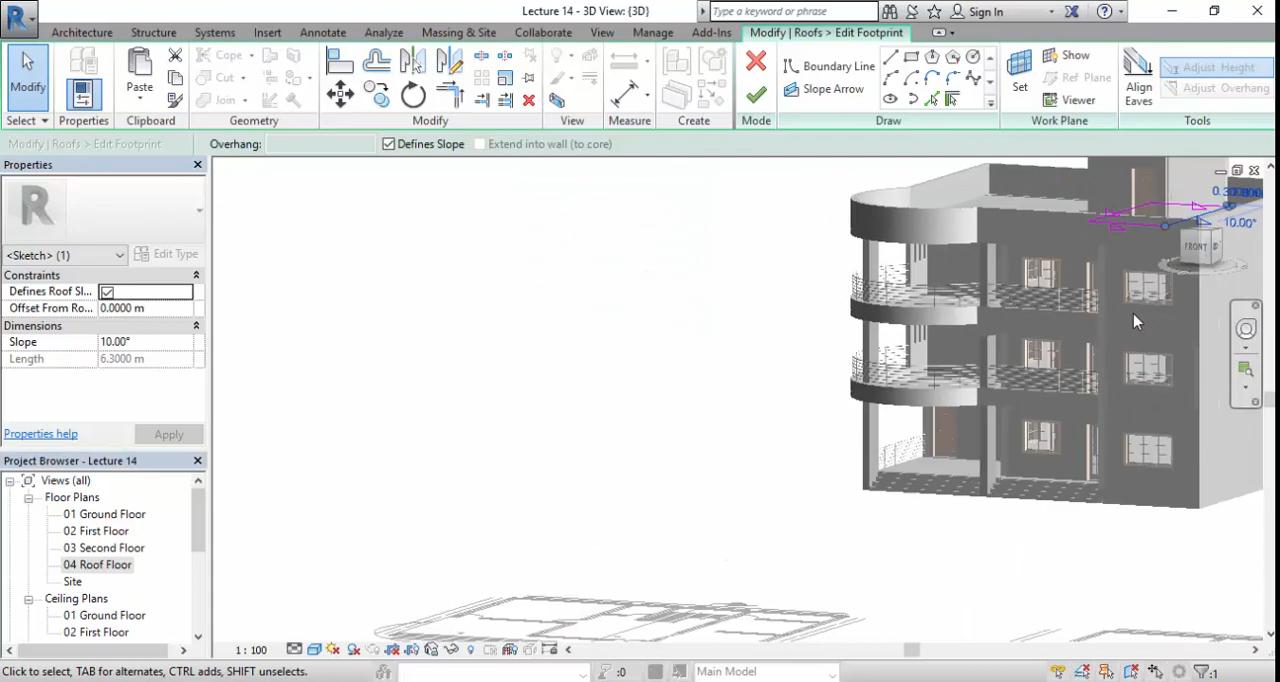 Lecture 14 - 3D View: {3D}
Type a keyword or phrase
Sign In
Architecture Structure Systems Insert Annotate Analyze Massing & Site Collaborate View Manage Add-Ins Modify | Roofs > Edit Footprint
Modify
Select
Properties
Paste
Clipboard
Cope
Cut
Join
Geometry
Modify
View
Measure
Create
Mode
Boundary Line
Slope Arrow
Draw
Set
Show
Ref Plane
Viewer
Work Plane
Align
Eaves
Adjust Height
Adjust Overhang
Tools
Modify | Roofs > Edit Footprint
Overhang:
Defines Slope
Extend into wall (to core)
Properties
<Sketch> (1)
Edit Type
Constraints
Defines Roof Sl...
Offset From Ro... 0.0000 m
Dimensions
Slope 10.00°
Length 6.3000 m
Properties help
Apply
Project Browser - Lecture 14
Views (all)
Floor Plans
01 Ground Floor
02 First Floor
03 Second Floor
04 Roof Floor
Site
Ceiling Plans
01 Ground Floor
02 First Floor
10.00°
FRONT
1 : 100
Click to select, TAB for alternates, CTRL adds, SHIFT unselects.
:0
Main Model
:1